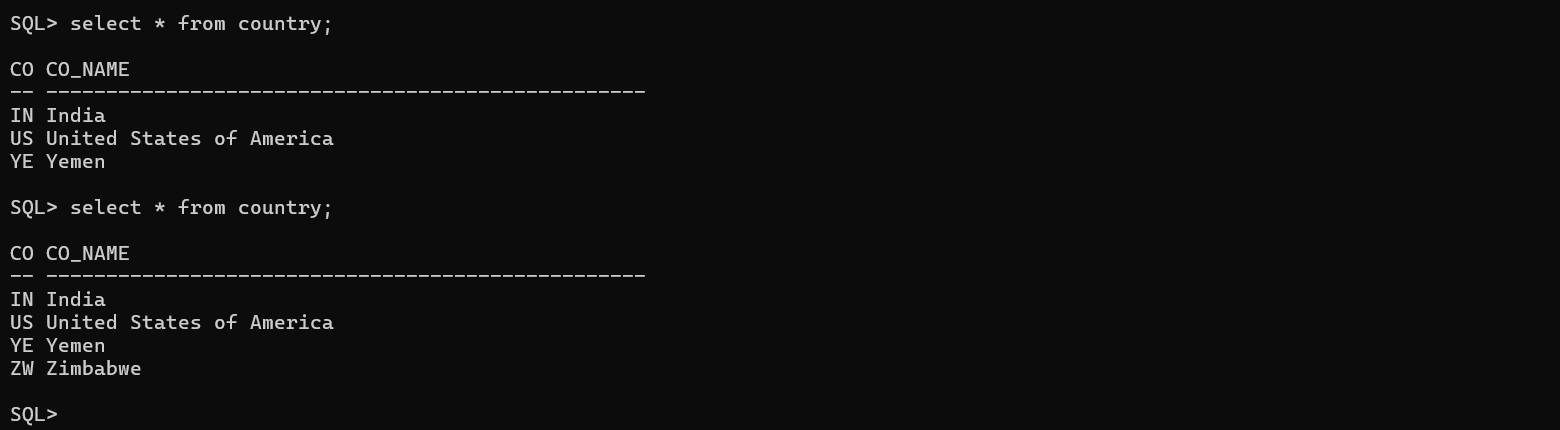 SQL> select * from country;
CO CO_NAME
-- --------------------------------------------------
IN India
US United States of America
YE Yemen
SQL> select * from country;
CO CO_NAME
-- --------------------------------------------------
IN India
US United States of America
YE Yemen
ZW Zimbabwe
SQL>